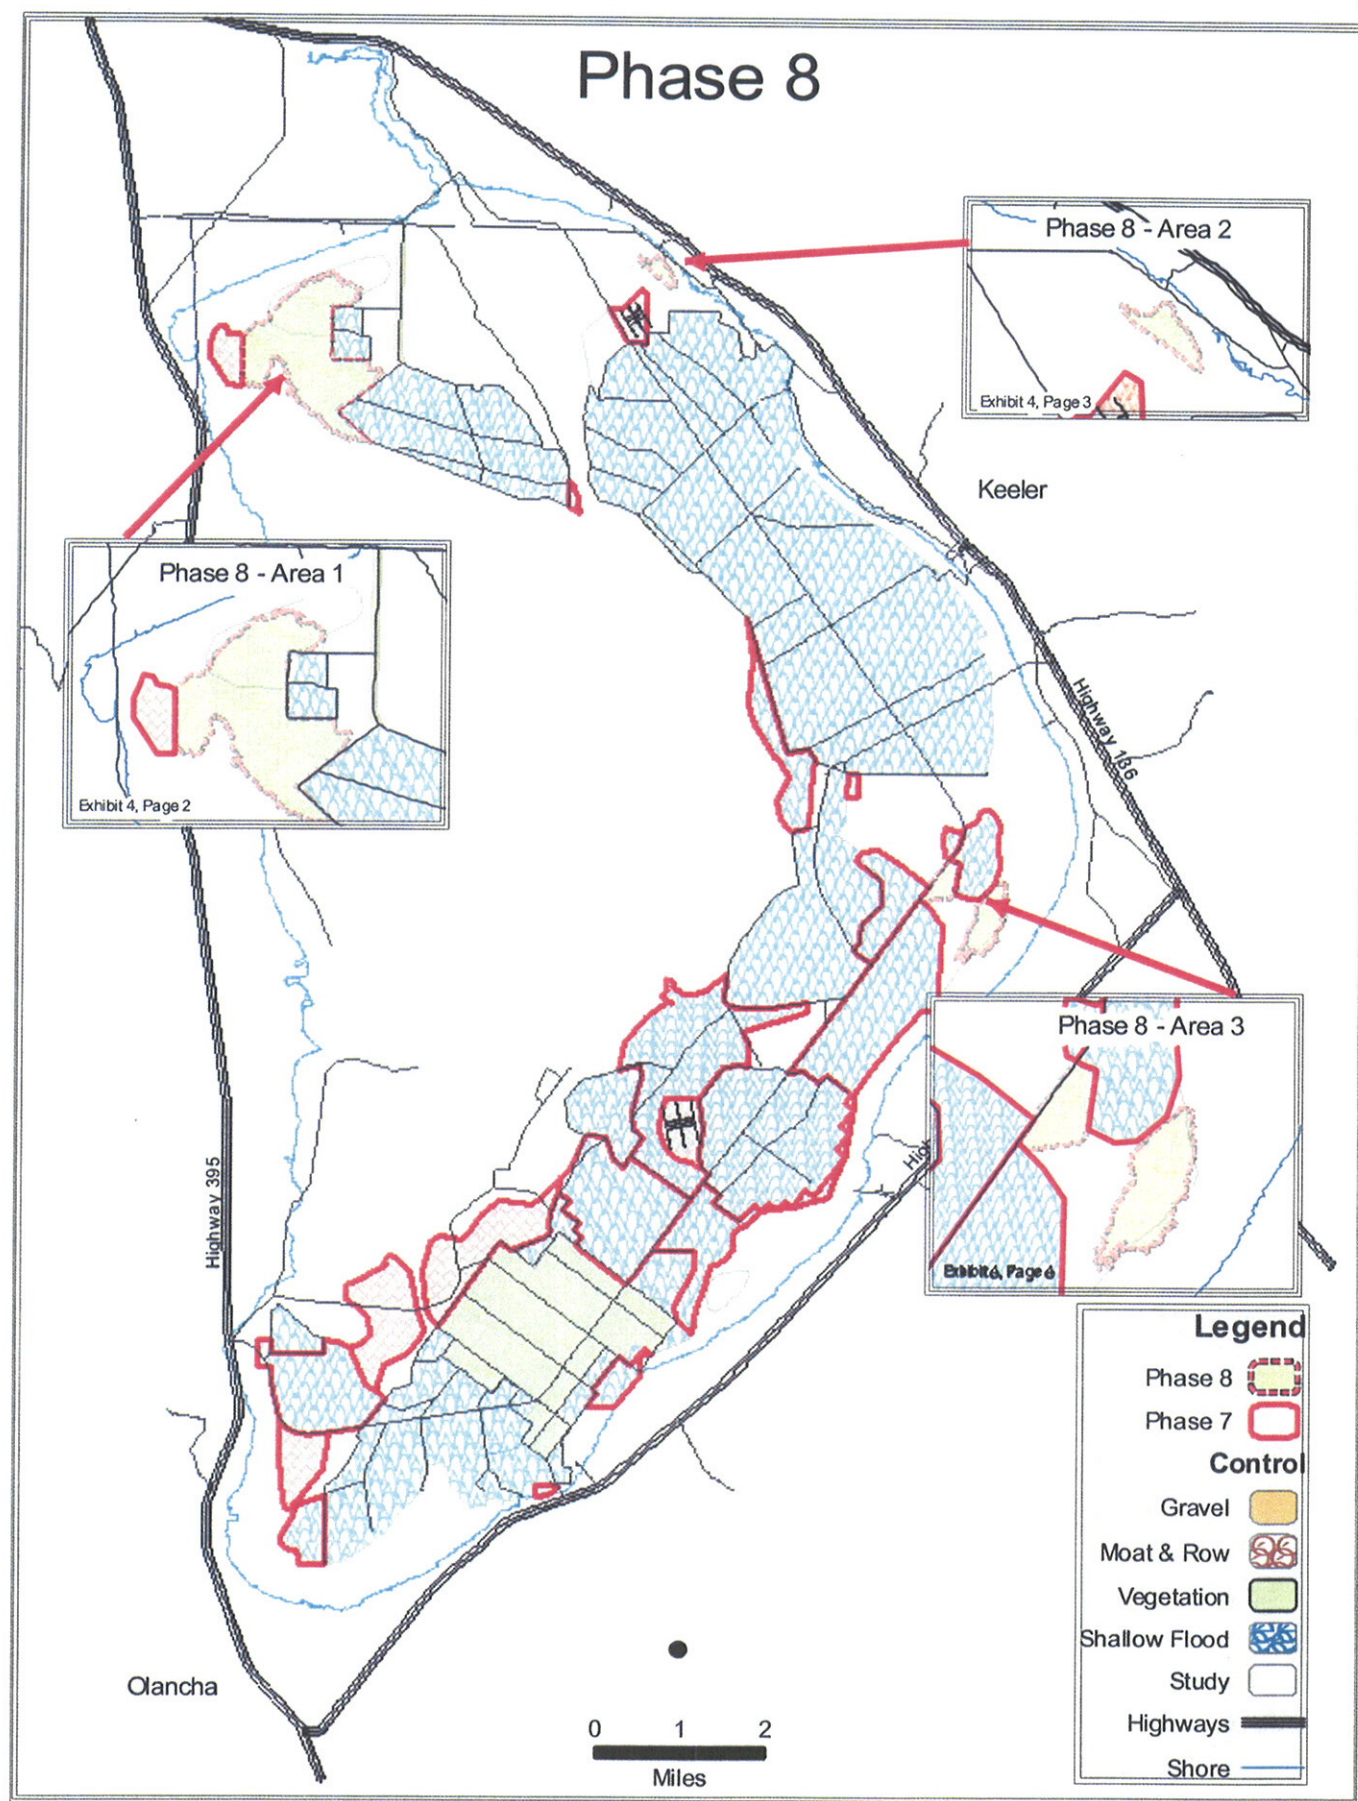 Phase 8
Phase 8 - Area 2
Exhibit 4, Page 3
Keeler
Phase 8 - Area 1
Exhibit 4, Page 2
Highway 136
Phase 8 - Area 3
Hig
Highway 395
Legend
Phase 8
Phase 7
Control
Gravel
Moat & Row
Vegetation
Shallow Flood
Study
Highways
Shore
Olancha
0 1 2
Miles